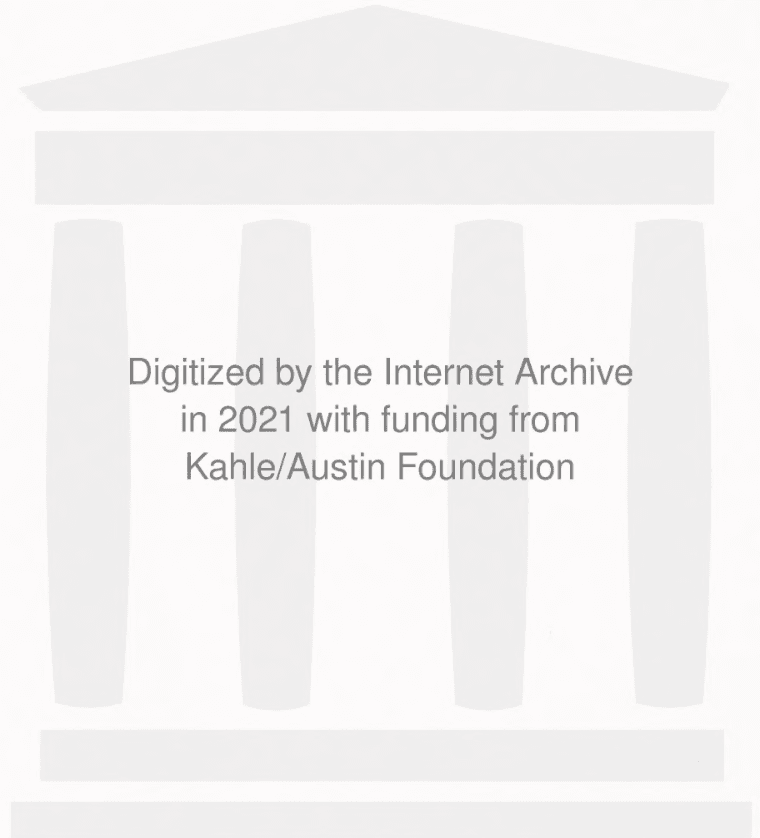 Digitized by the Internet Archive
in 2021 with funding from
Kahle/Austin Foundation